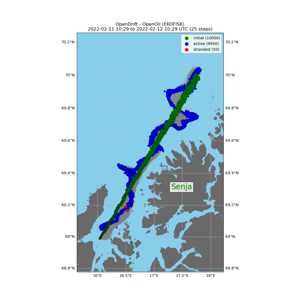 OpenDrift - OpenOil (EKOFISK)
2022-02-11 10:29 to 2022-02-12 10:29 UTC (25 steps)
initial (10000)
active (9950)
stranded (50)
70.2°N 70.2°N
70°N 70°N
69.8°N 69.8°N
69.6°N 69.6°N
69.4°N 69.4°N
Senja
69.2°N 69.2°N
69°N 69°N
68.8°N 68.8°N
16°E 16.5°E 17°E 17.5°E 18°E